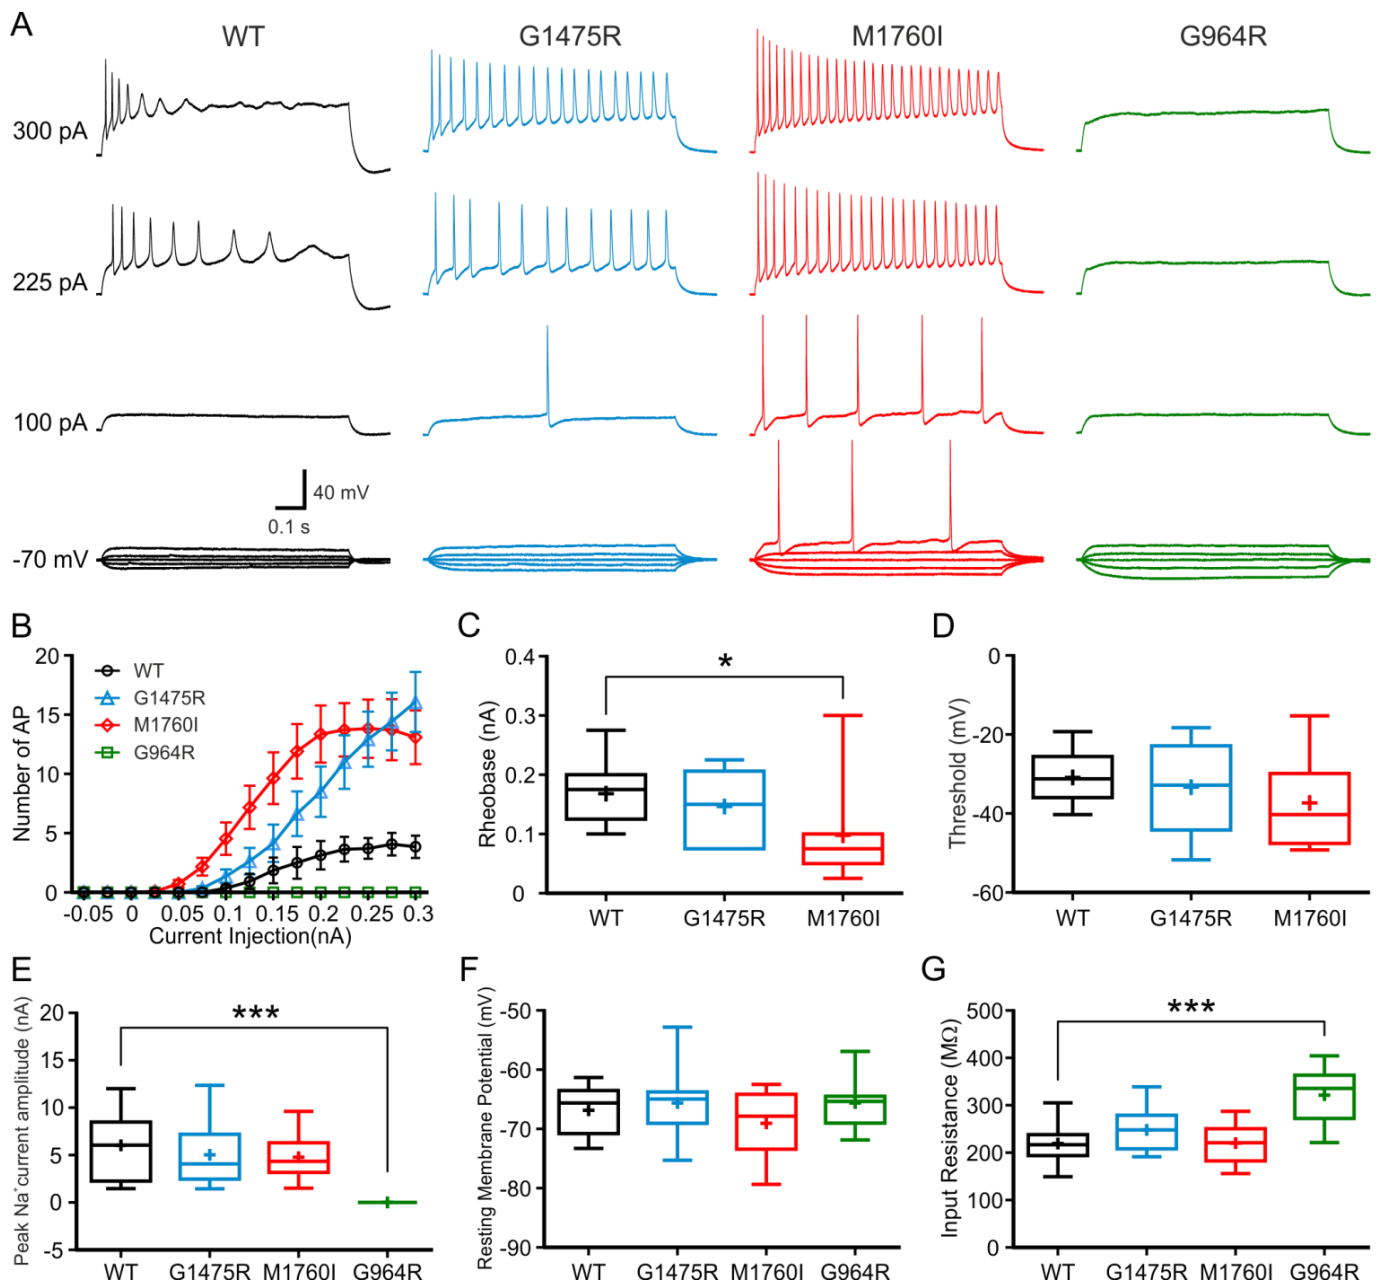 A
WT G1475R M1760I G964R
300 pA
225 pA
100 pA
40 mV
0.1 s
-70 mV
B
20
15
10
5
0
Number of AP
WT
G1475R
M1760I
G964R
-0.05 0 0.05 0.1 0.15 0.2 0.25 0.3
Current Injection(nA)
C
0.4
0.3
0.2
0.1
0
Rheobase (nA)
*
WT G1475R M1760I
D
0
-20
-40
-60
Threshold (mV)
WT G1475R M1760I
E
20
15
10
5
0
-5
Peak Na⁺current amplitude (nA)
***
WT G1475R M1760I G964R
F
-50
-60
-70
-80
-90
Resting Membrane Potential (mV)
WT G1475R M1760I G964R
G
500
400
300
200
100
0
Input Resistance (MΩ)
***
WT G1475R M1760I G964R